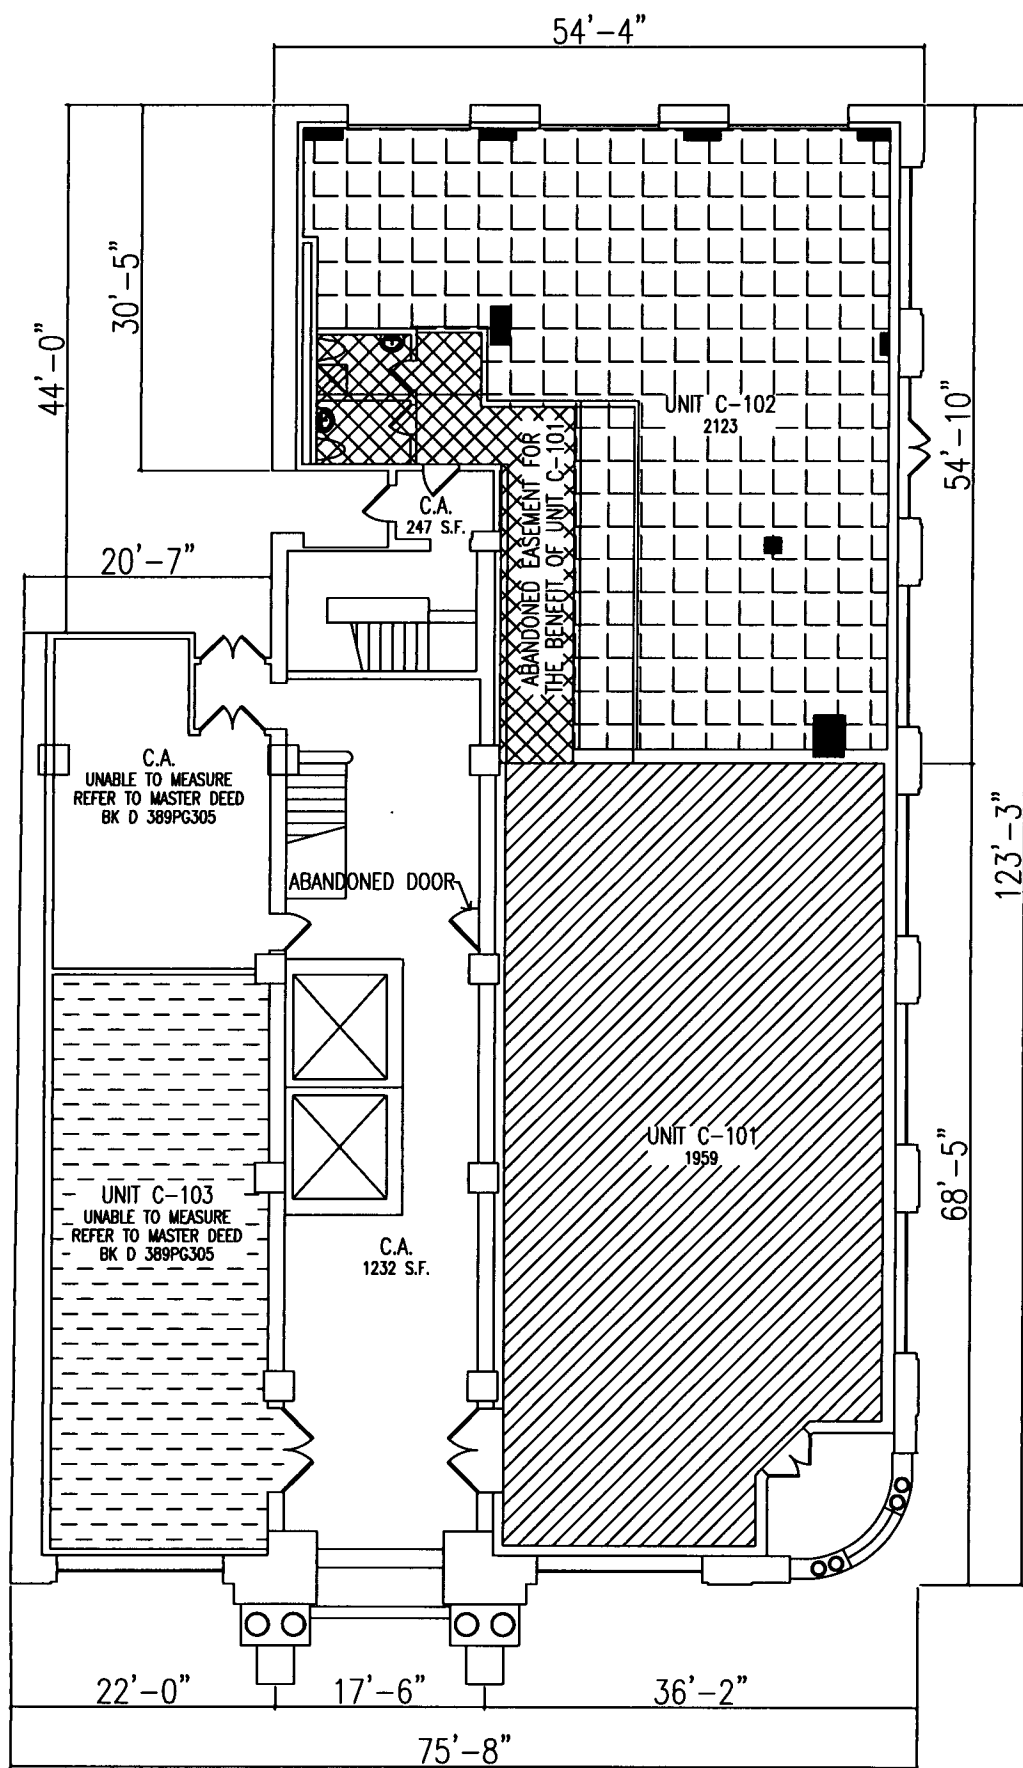 54'-4"
30'-5"
44'-0"
UNIT C-102
2123
54'-10"
ABANDONED EASEMENT FOR
THE BENEFIT OF UNIT C-101
C.A.
247 S.F.
20'-7"
C.A.
UNABLE TO MEASURE
REFER TO MASTER DEED
BK D 389PG305
123'-3"
ABANDONED DOOR
UNIT C-101
1959
68'-5"
UNIT C-103
UNABLE TO MEASURE
REFER TO MASTER DEED
BK D 389PG305
C.A.
1232 S.F.
22'-0"
17'-6"
36'-2"
75'-8"